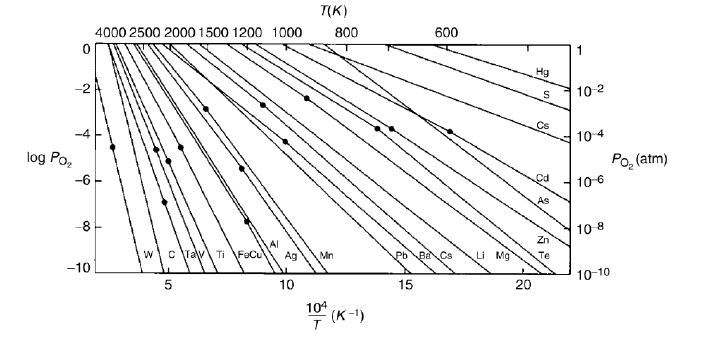 T(K)
4000 2500 2000 1500 1200 1000 800 600
0
−2
−4
−6
−8
−10
log P_O₂
1
10⁻²
10⁻⁴
10⁻⁶
10⁻⁸
10⁻¹⁰
P_O₂ (atm)
Hg
S
Cs
Cd
As
Zn
W C Ta V Ti Fe Cu Al Ag Mn Pb Ba Cs Li Mg Te
5 10 15 20
10⁴/T (K⁻¹)